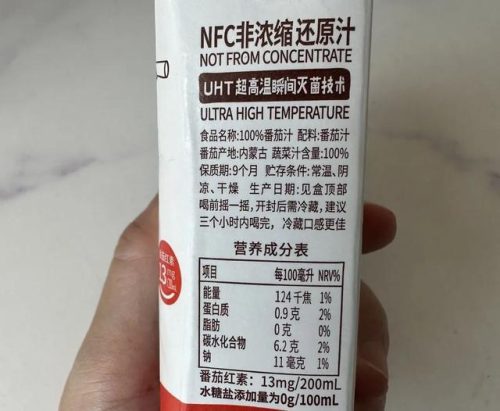 NFC非浓缩还原汁
NOT FROM CONCENTRATE
UHT超高温瞬间灭菌技术
ULTRA HIGH TEMPERATURE
食品名称:100%番茄汁 配料:番茄汁
番茄产地:内蒙古 蔬菜汁含量:100%
保质期:9个月 贮存条件:常温、阴
凉、干燥 生产日期:见盒顶部
喝前摇一摇,开封后需冷藏,建议
三个小时内喝完,冷藏口感更佳
营养成分表
项目 每100毫升 NRV%
能量 124千焦 1%
蛋白质 0.9克 2%
脂肪 0克 0%
碳水化合物 6.2克 2%
钠 11毫克 1%
番茄红素:13mg/200mL
水糖盐添加量为0g/100mL
番茄红素
13mg